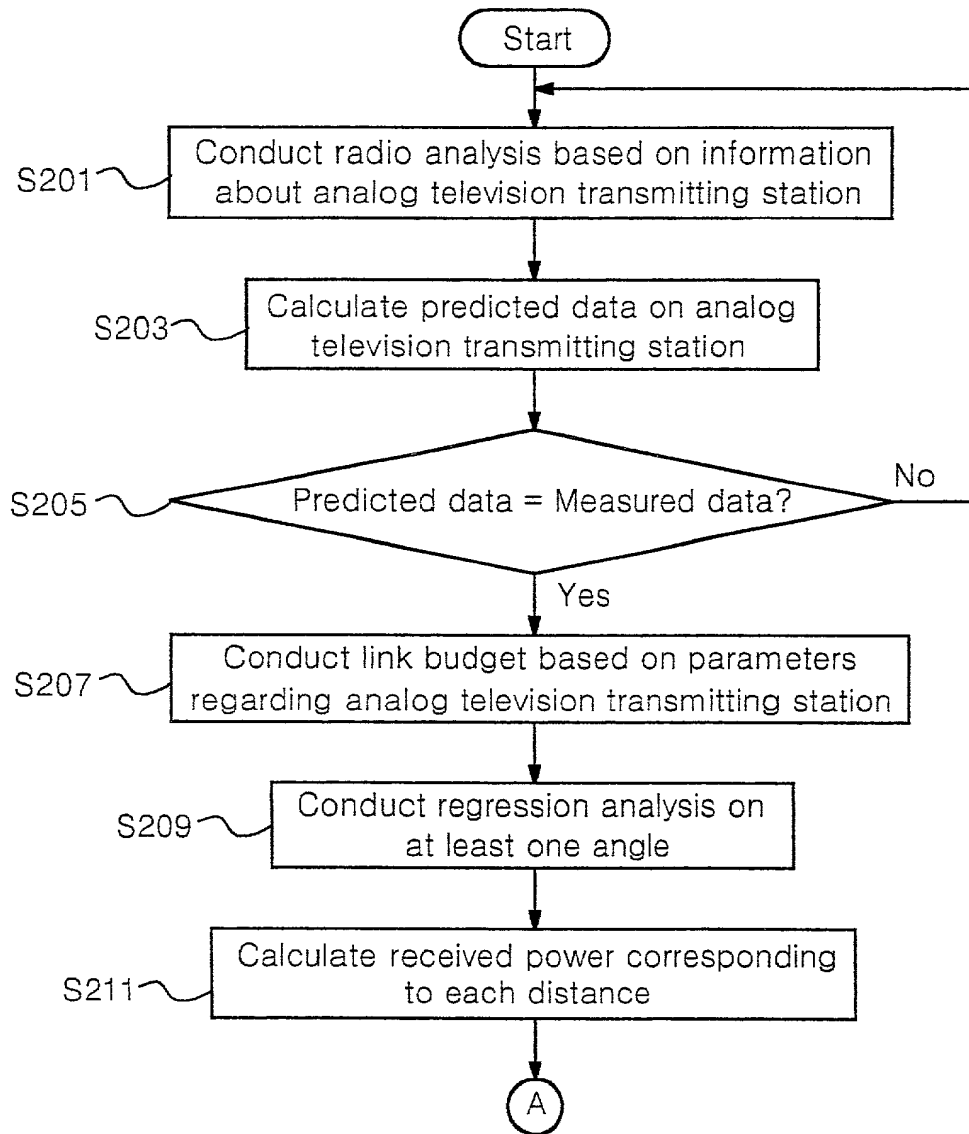 Start
S201
Conduct radio analysis based on information
about analog television transmitting station
S203
Calculate predicted data on analog
television transmitting station
S205
Predicted data = Measured data?
No
Yes
S207
Conduct link budget based on parameters
regarding analog television transmitting station
S209
Conduct regression analysis on
at least one angle
S211
Calculate received power corresponding
to each distance
A